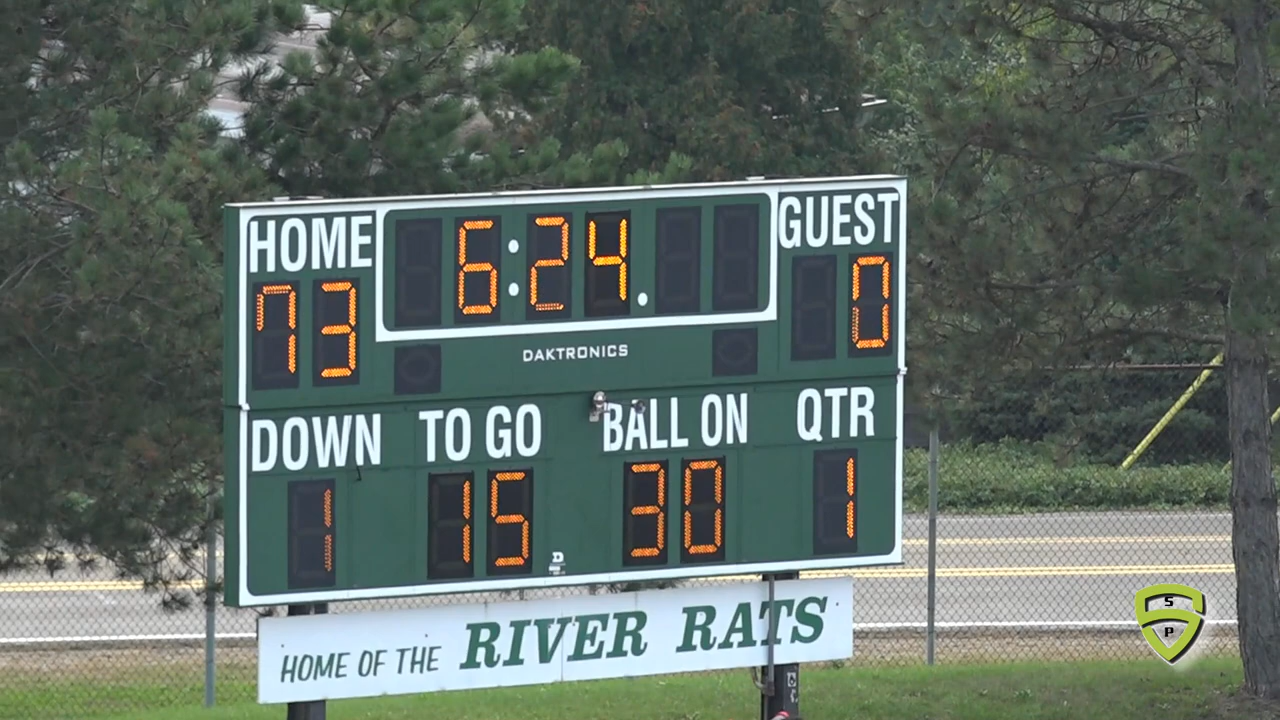 HOME 6:24. GUEST
73 0
DAKTRONICS
DOWN TO GO BALL ON QTR
1 15 30 1
D
HOME OF THE RIVER RATS
S
P